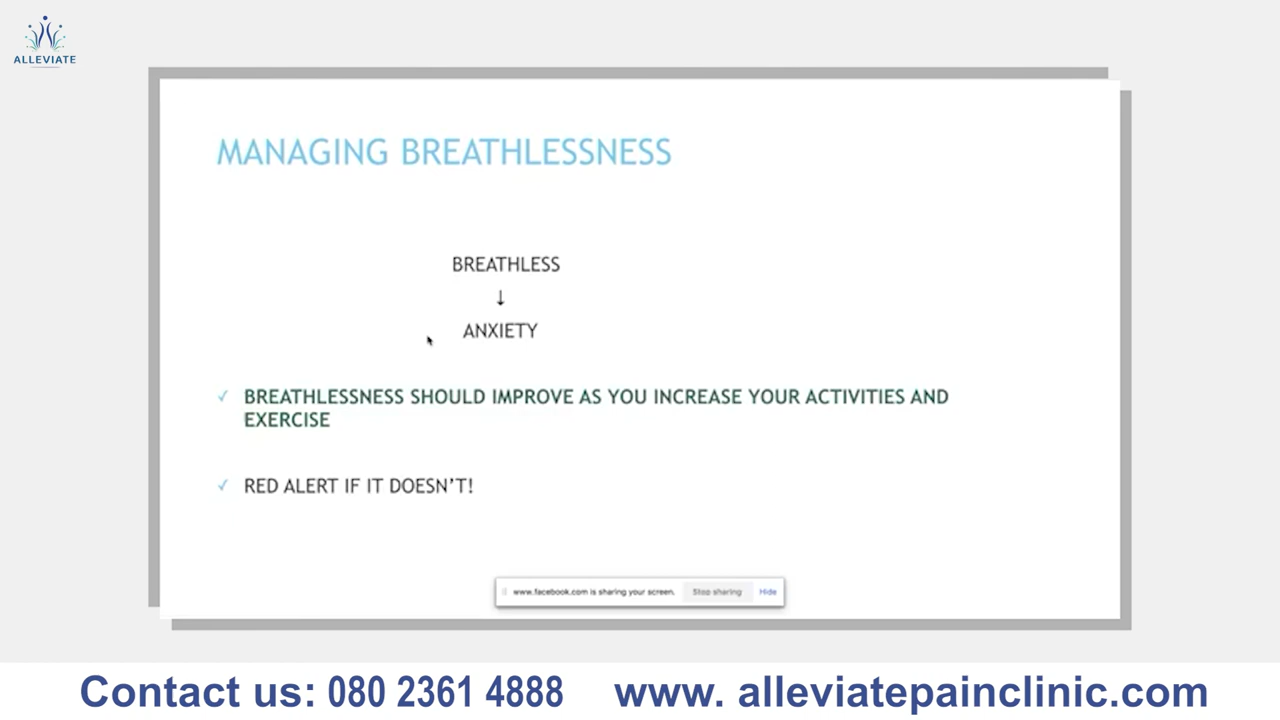 ALLEVIATE
MANAGING BREATHLESSNESS
BREATHLESS
↓
ANXIETY
✓ BREATHLESSNESS SHOULD IMPROVE AS YOU INCREASE YOUR ACTIVITIES AND
EXERCISE
✓ RED ALERT IF IT DOESN'T!
www.facebook.com is sharing your screen. Stop sharing Hide
Contact us: 080 2361 4888 www. alleviatepainclinic.com